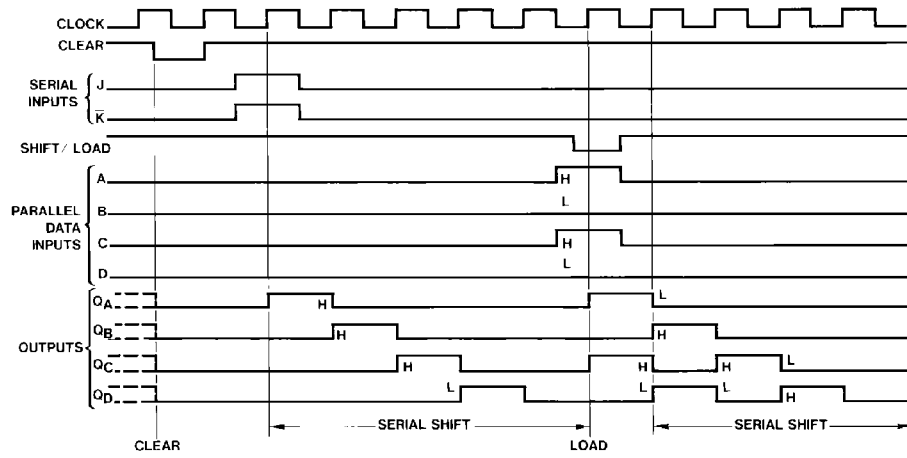 CLOCK
CLEAR
SERIAL INPUTS
J
K̅
SHIFT/ LOAD
PARALLEL DATA INPUTS
A
H
B
L
C
H
D
L
OUTPUTS
QA
H
L
QB
H
H
QC
H
H
H
L
QD
L
L
L
H
SERIAL SHIFT
SERIAL SHIFT
CLEAR
LOAD